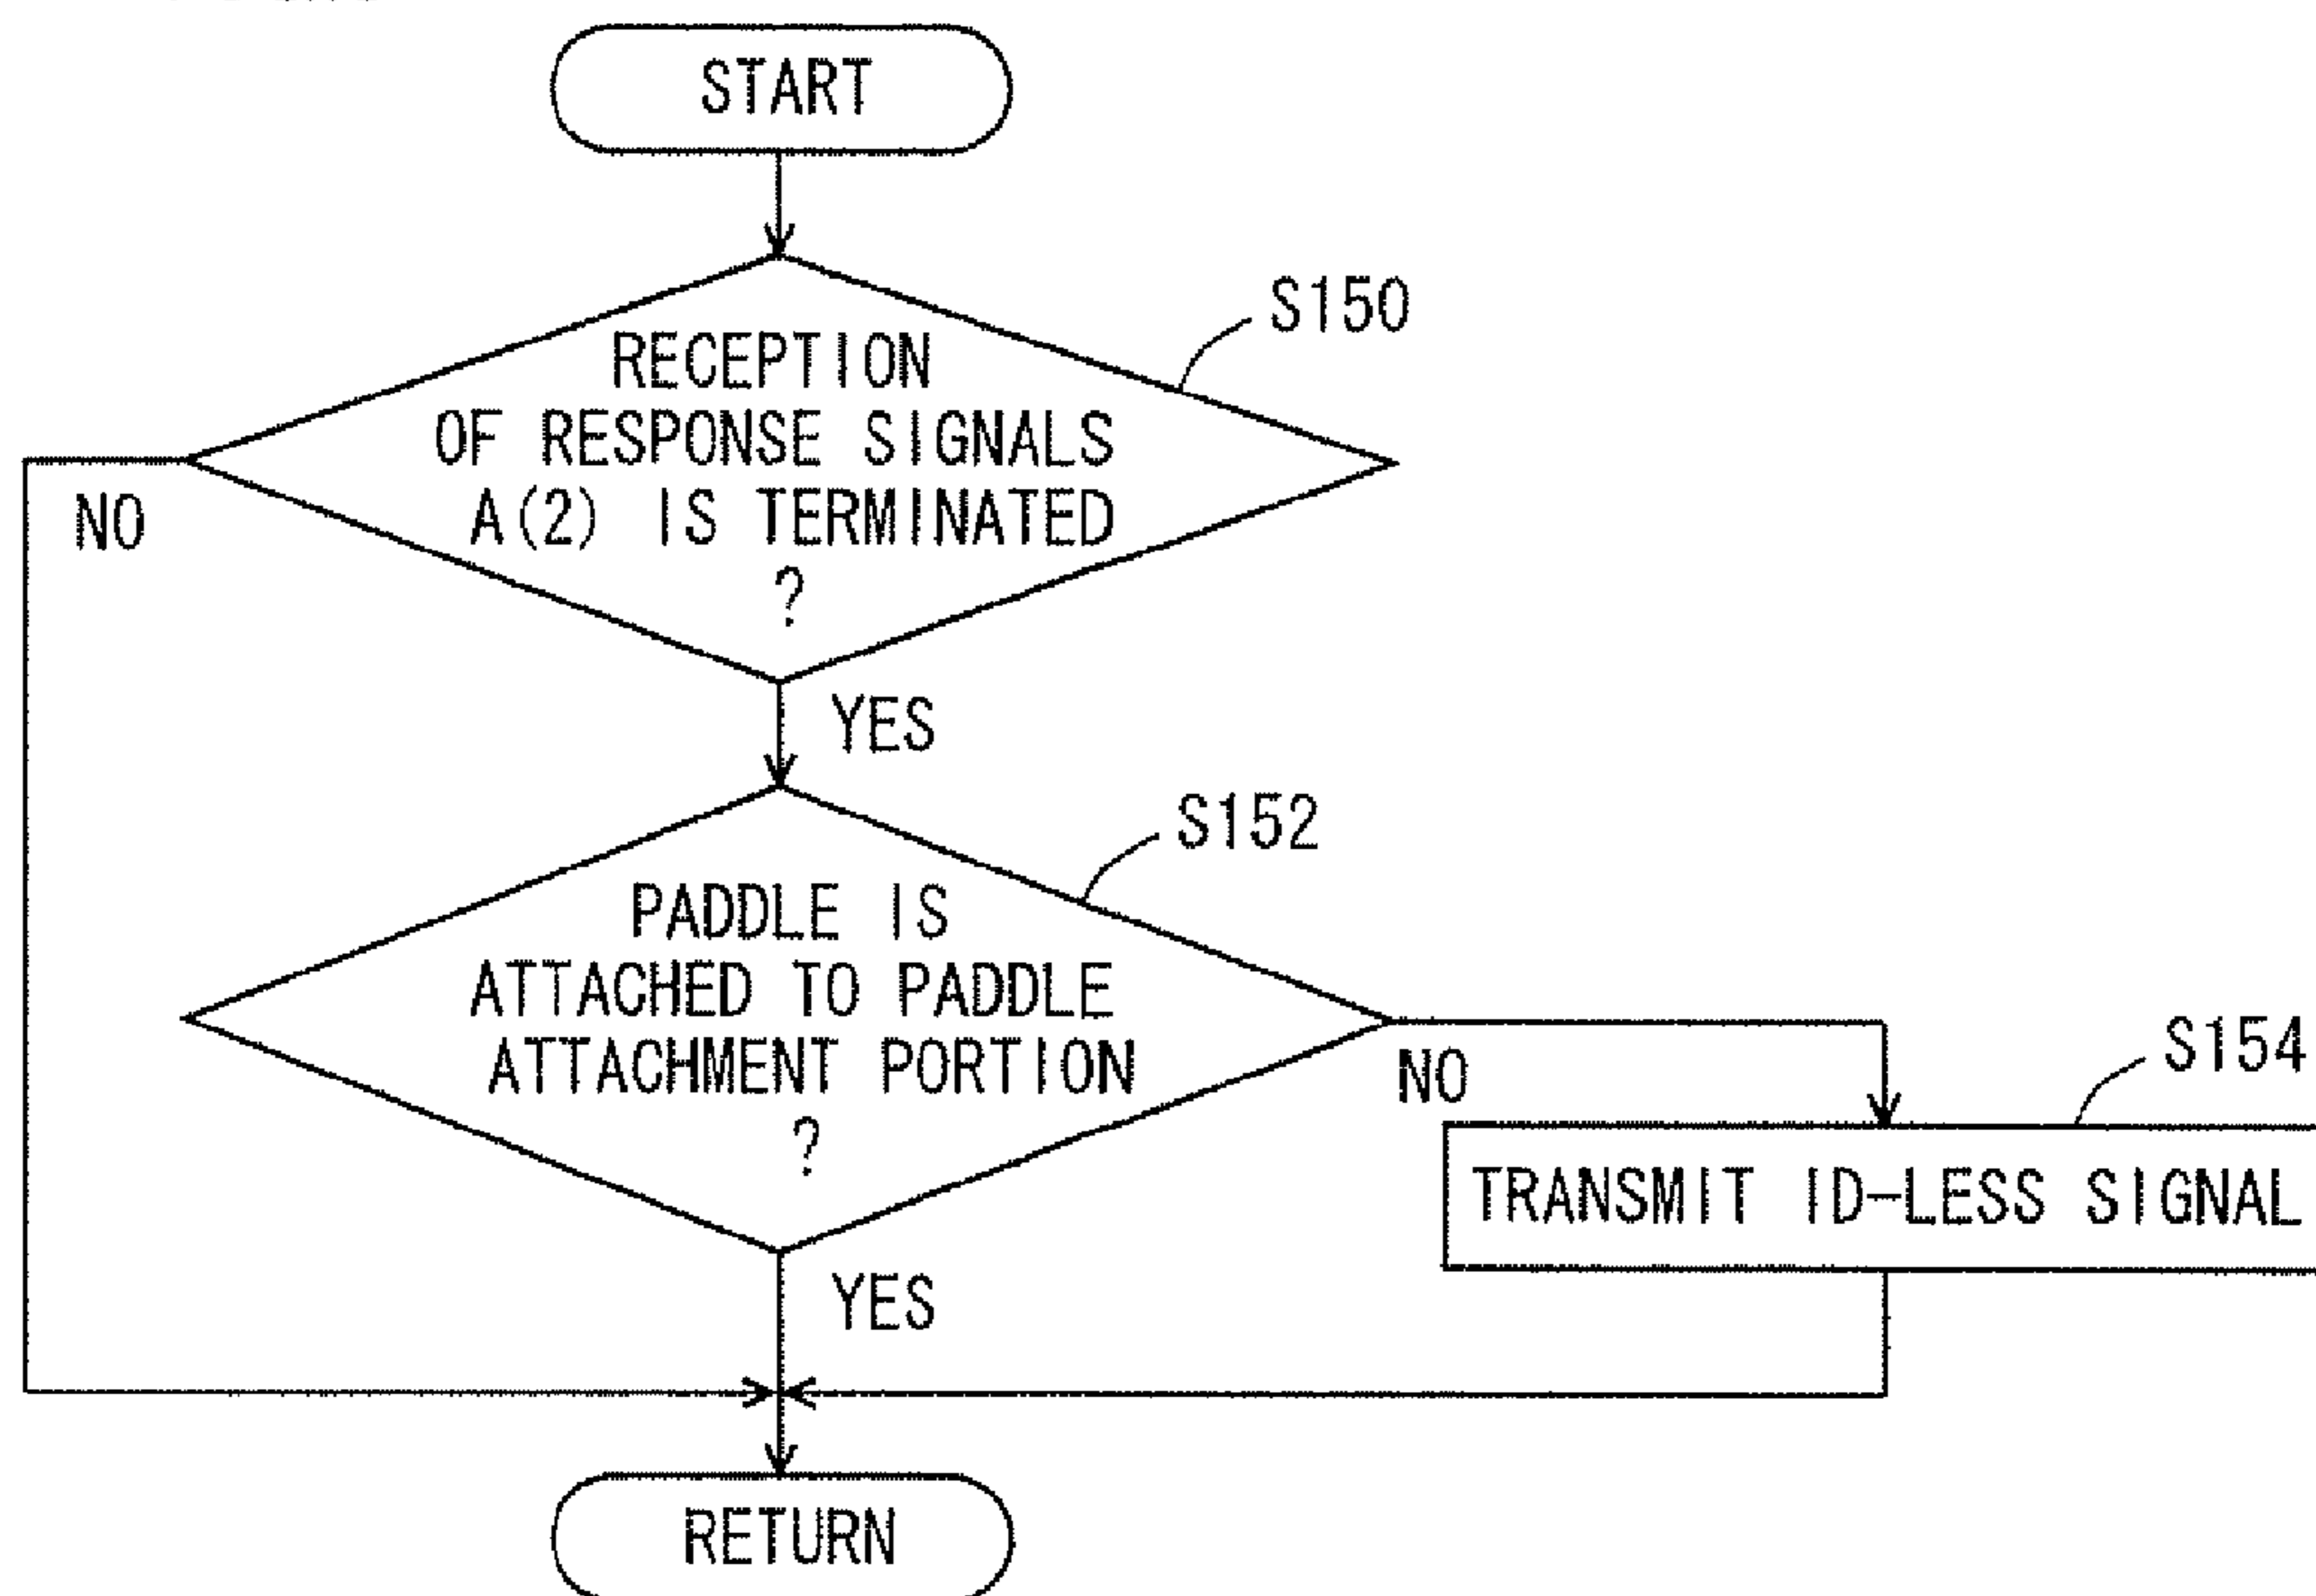 START
S150
RECEPTION
OF RESPONSE SIGNALS
A(2) IS TERMINATED
?
NO
YES
S152
PADDLE IS
ATTACHED TO PADDLE
ATTACHMENT PORTION
?
NO
S154
TRANSMIT ID-LESS SIGNAL
YES
RETURN